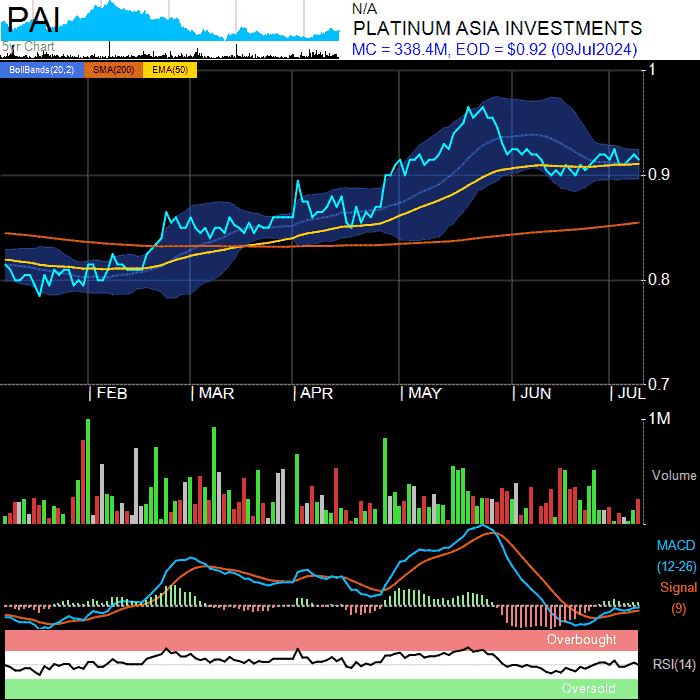 PAI
5yr Chart
N/A
PLATINUM ASIA INVESTMENTS
MC = 338.4M, EOD = $0.92 (09Jul2024)
BollBands(20,2) SMA(200) EMA(50)
1
0.9
0.8
0.7
| FEB | MAR | APR | MAY | JUN | JUL
1M
Volume
MACD
(12-26)
Signal
(9)
Overbought
RSI(14)
Oversold